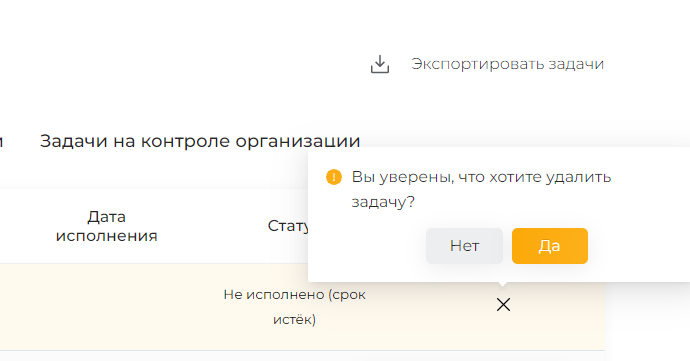 Экспортировать задачи
Задачи на контроле организации
Вы уверены, что хотите удалить
задачу?
Нет Да
Дата
исполнения
Не исполнено (срок
истёк)